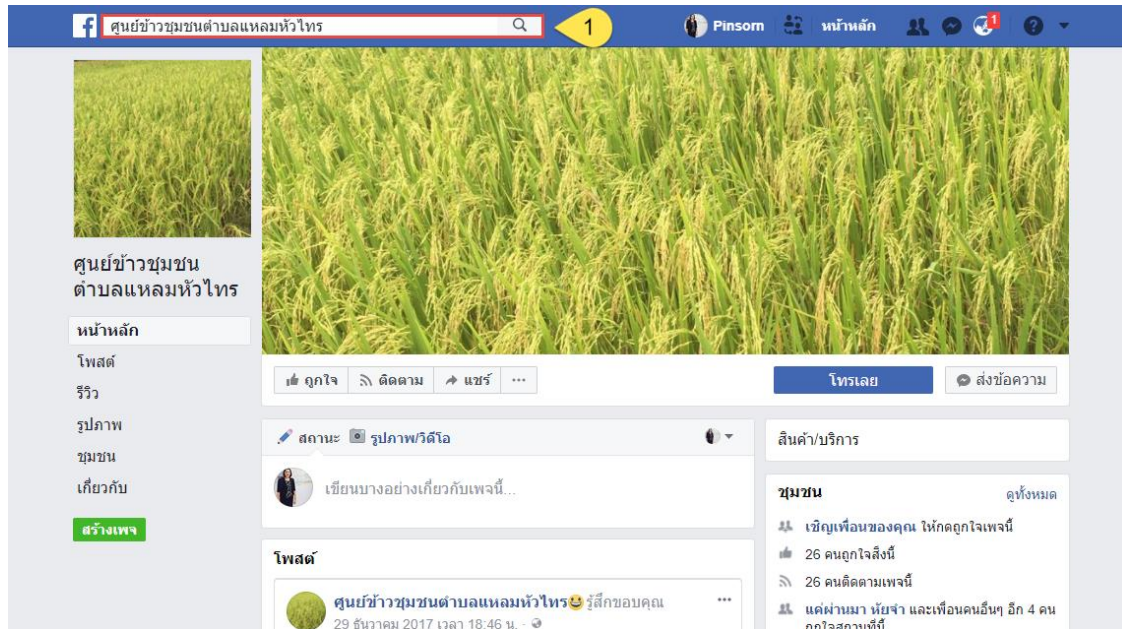 f ศูนย์ข้าวชุมชนตำบลแหลมหัวไทร 1 Pinsorn หน้าหลัก 1 ?
ศูนย์ข้าวชุมชน
ตำบลแหลมหัวไทร
หน้าหลัก
โพสต์
รีวิว
รูปภาพ
ชุมชน
เกี่ยวกับ
สร้างเพจ
ถูกใจ ติดตาม แชร์ ... โทรเลย ส่งข้อความ
สถานะ รูปภาพ/วิดีโอ
เขียนบางอย่างเกี่ยวกับเพจนี้...
โพสต์
ศูนย์ข้าวชุมชนตำบลแหลมหัวไทร รู้สึกขอบคุณ ...
29 ธันวาคม 2017 เวลา 18:46 น. ·
สินค้า/บริการ
ชุมชน ดูทั้งหมด
เชิญเพื่อนของคุณ ให้กดถูกใจเพจนี้
26 คนถูกใจสิ่งนี้
26 คนติดตามเพจนี้
แค่ผ่านมา หัยจำ และเพื่อนคนอื่นๆ อีก 4 คน
ถูกใจสถานที่นี้